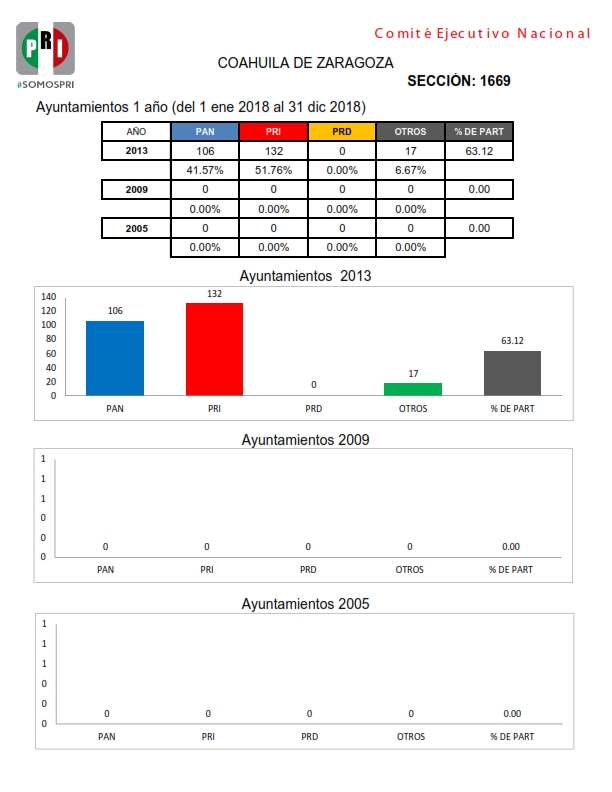 Comité Ejecutivo Nacional
PRI
#SOMOSPRI
COAHUILA DE ZARAGOZA
SECCIÓN: 1669
Ayuntamientos 1 año (del 1 ene 2018 al 31 dic 2018)
AÑO PAN PRI PRD OTROS % DE PART
2013 106 132 0 17 63.12
41.57% 51.76% 0.00% 6.67%
2009 0 0 0 0 0.00
0.00% 0.00% 0.00% 0.00%
2005 0 0 0 0 0.00
0.00% 0.00% 0.00% 0.00%
Ayuntamientos 2013
140
120
100
80
60
40
20
0
106 132 0 17 63.12
PAN PRI PRD OTROS % DE PART
Ayuntamientos 2009
1
1
1
0
0
0
0 0 0 0 0.00
PAN PRI PRD OTROS % DE PART
Ayuntamientos 2005
1
1
1
0
0
0
0 0 0 0 0.00
PAN PRI PRD OTROS % DE PART